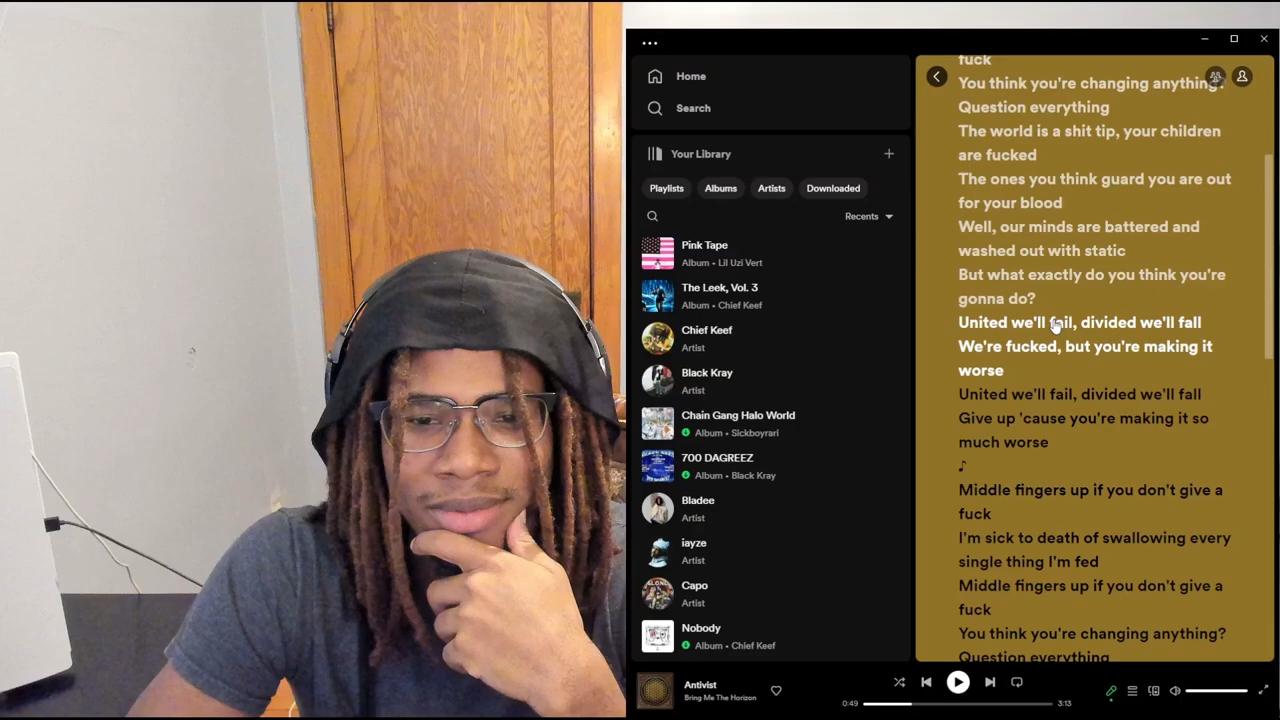 Home
Search
Your Library
Playlists
Albums
Artists
Downloaded
Recents
Pink Tape
Album • Lil Uzi Vert
The Leek, Vol. 3
Album • Chief Keef
Chief Keef
Artist
Black Kray
Artist
Chain Gang Halo World
Album • Sickboyrari
700 DAGREEZ
Album • Black Kray
Bladee
Artist
iayze
Artist
Capo
Artist
Nobody
Album • Chief Keef
fuck
You think you're changing anything?
Question everything
The world is a shit tip, your children
are fucked
The ones you think guard you are out
for your blood
Well, our minds are battered and
washed out with static
But what exactly do you think you're
gonna do?
United we'll fail, divided we'll fall
We're fucked, but you're making it
worse
United we'll fail, divided we'll fall
Give up 'cause you're making it so
much worse
♪
Middle fingers up if you don't give a
fuck
I'm sick to death of swallowing every
single thing I'm fed
Middle fingers up if you don't give a
fuck
You think you're changing anything?
Question everything
Antivist
Bring Me The Horizon
0:49
3:13